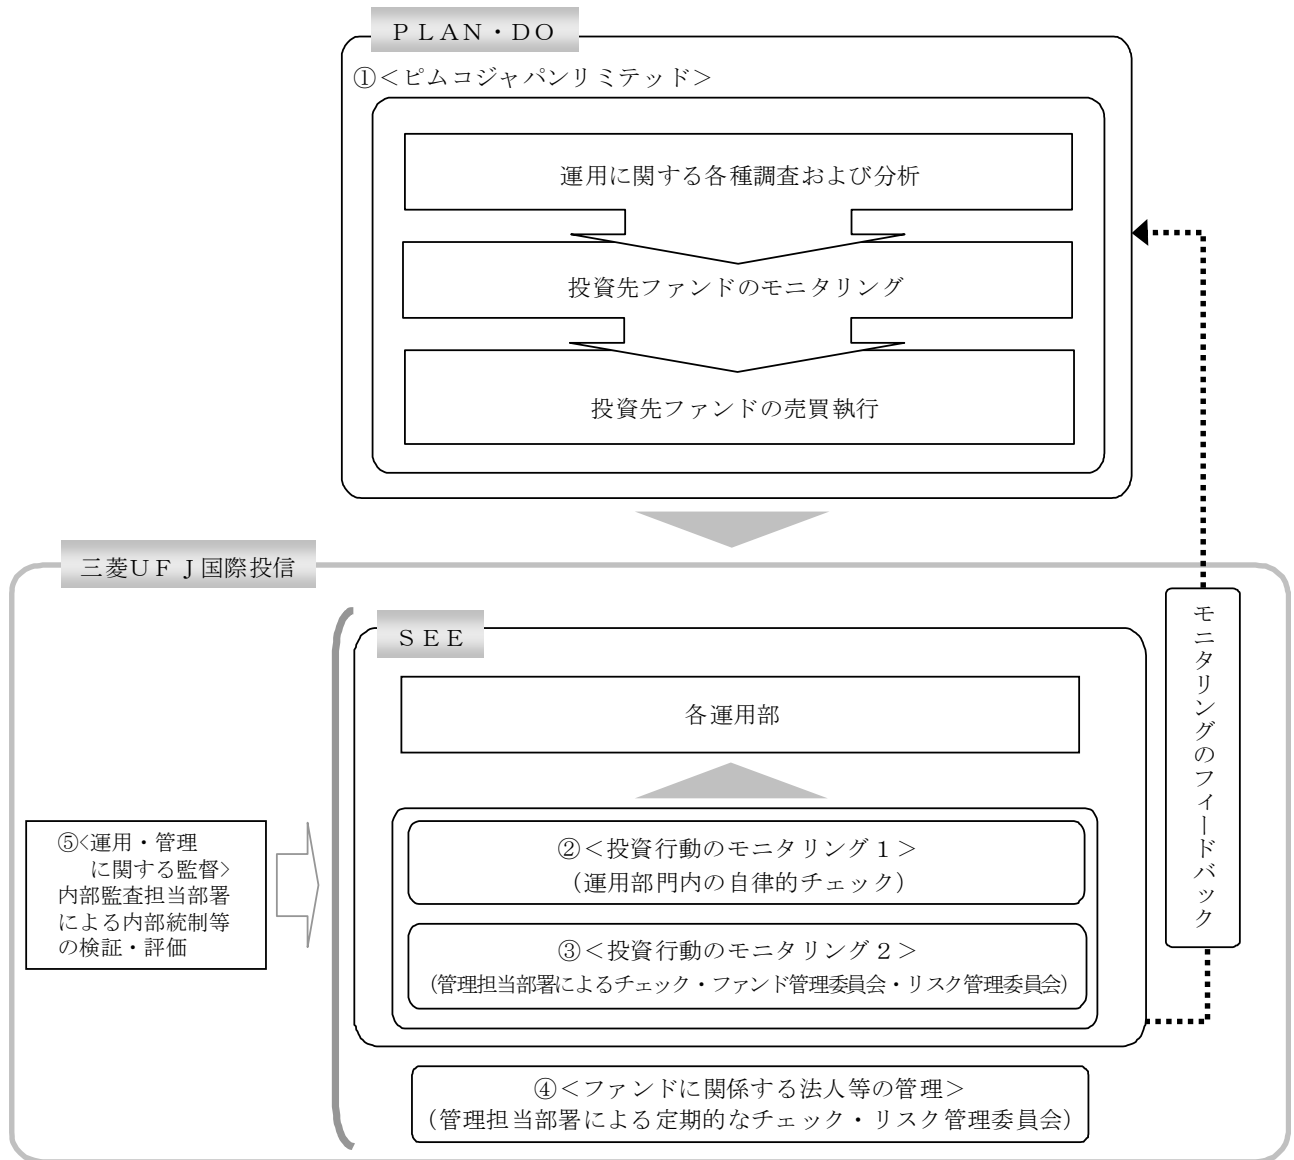 ＰＬＡＮ・ＤＯ
①＜ピムコジャパンリミテッド＞
運用に関する各種調査および分析
投資先ファンドのモニタリング
投資先ファンドの売買執行
三菱ＵＦＪ国際投信
ＳＥＥ
各運用部
②＜投資行動のモニタリング１＞
（運用部門内の自律的チェック）
③＜投資行動のモニタリング２＞
（管理担当部署によるチェック・ファンド管理委員会・リスク管理委員会）
④＜ファンドに関係する法人等の管理＞
（管理担当部署による定期的なチェック・リスク管理委員会）
⑤<運用・管理
に関する監督>
内部監査担当部署
による内部統制等
の検証・評価
モニタリングのフィードバック